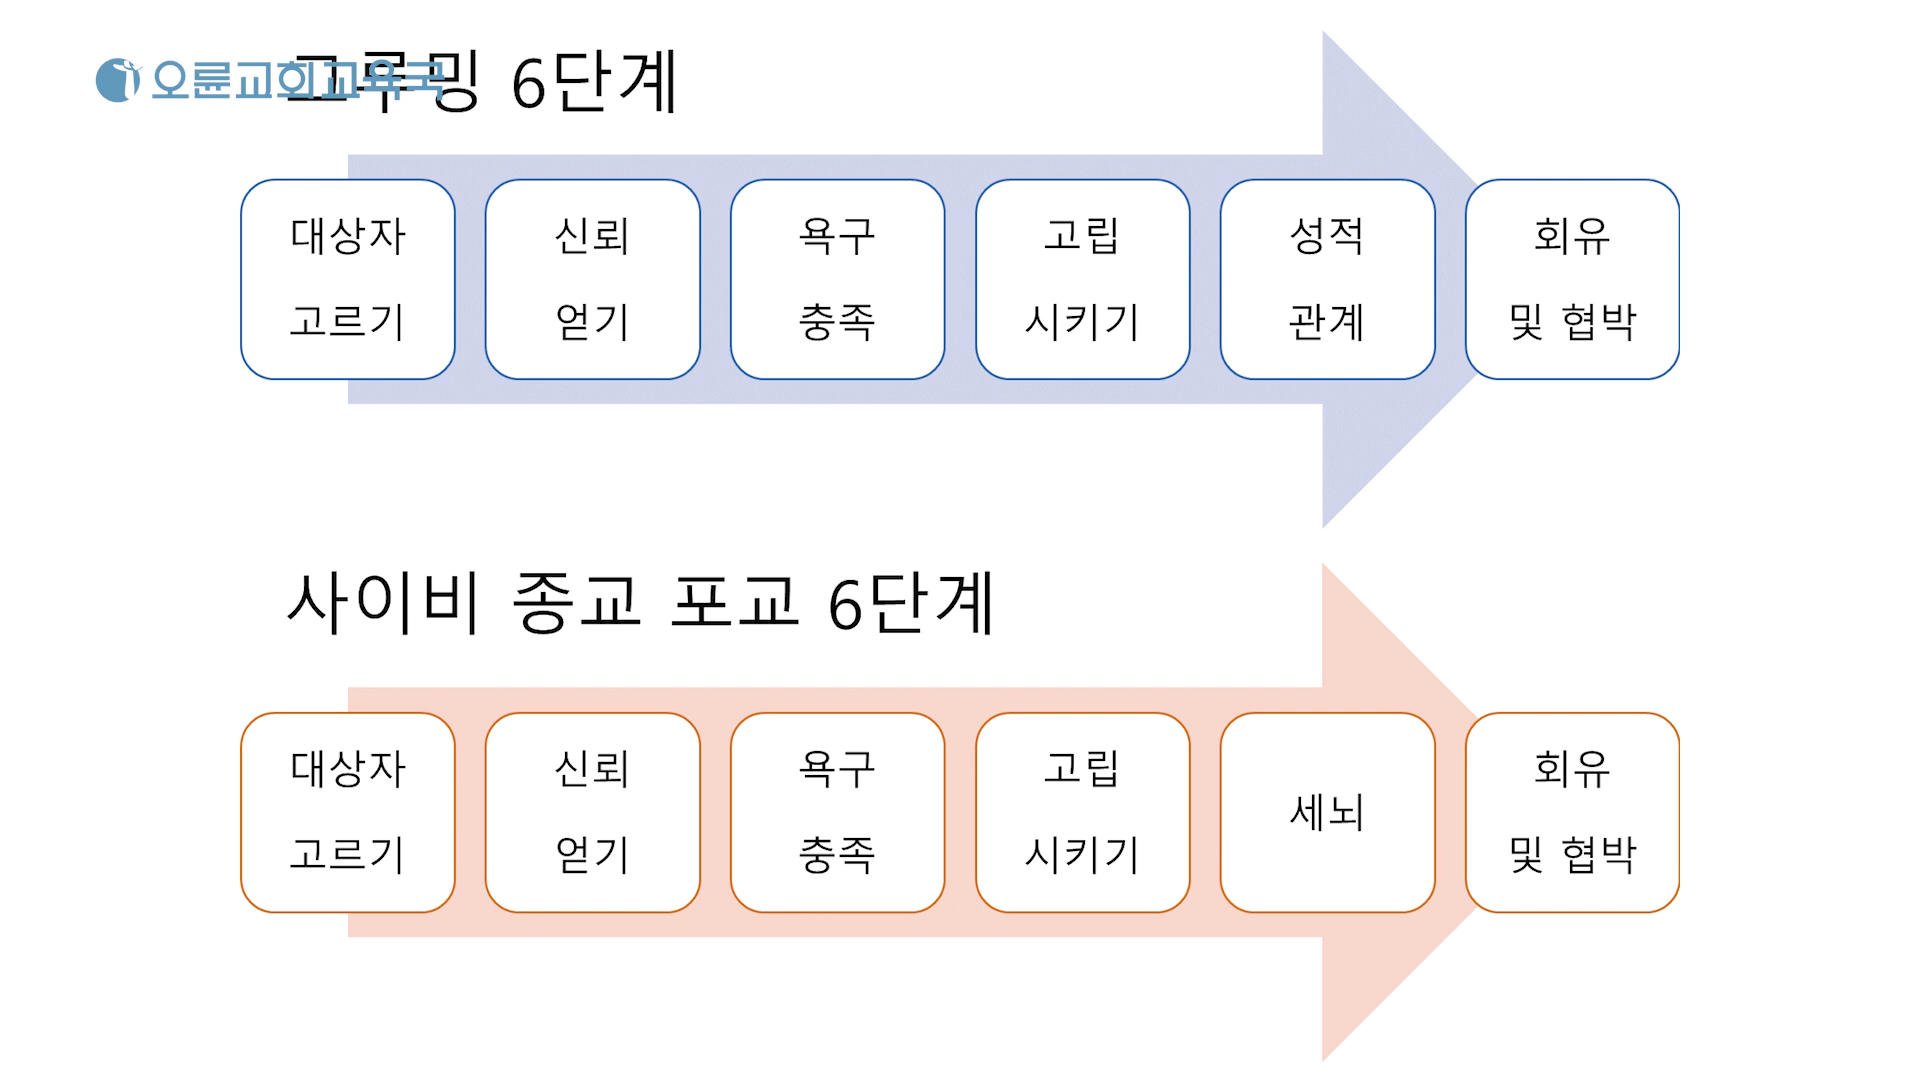 오륜교회교육국
그루밍 6단계
대상자
고르기
신뢰
얻기
욕구
충족
고립
시키기
성적
관계
회유
및 협박
사이비 종교 포교 6단계
대상자
고르기
신뢰
얻기
욕구
충족
고립
시키기
세뇌
회유
및 협박